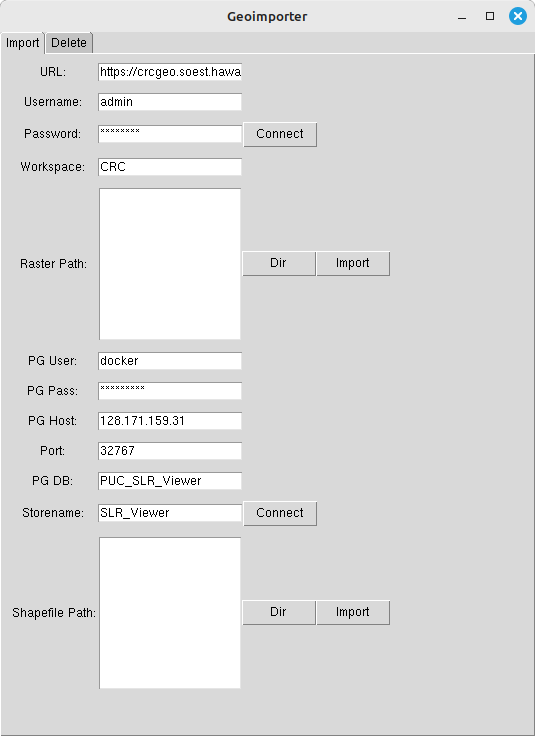 Geoimporter
Import Delete
URL: https://crcgeo.soest.hawa
Username: admin
Password: ******** Connect
Workspace: CRC
Raster Path: Dir Import
PG User: docker
PG Pass: *********
PG Host: 128.171.159.31
Port: 32767
PG DB: PUC_SLR_Viewer
Storename: SLR_Viewer Connect
Shapefile Path: Dir Import